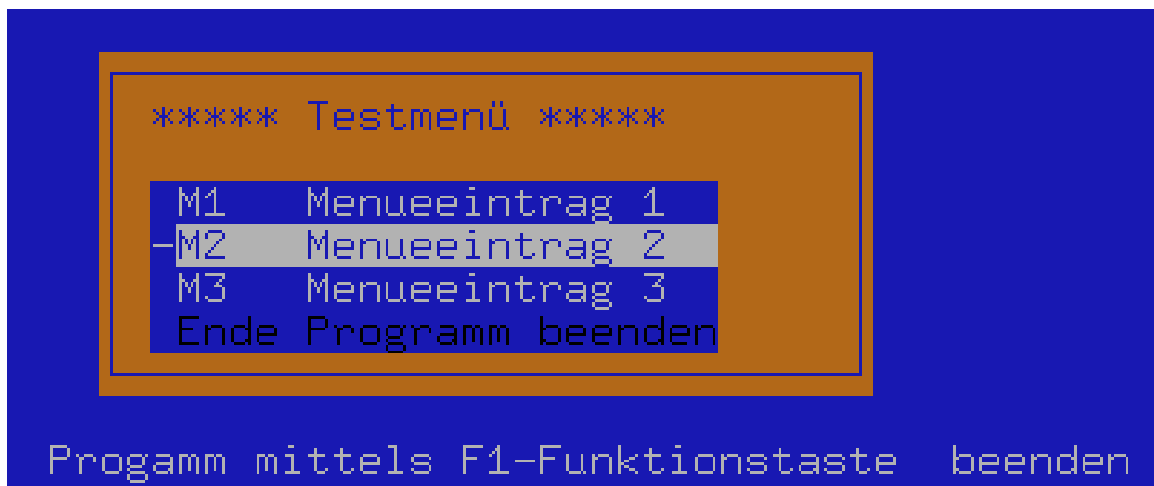 ***** Testmenü *****
M1 Menueeintrag 1
-M2 Menueeintrag 2
M3 Menueeintrag 3
Ende Programm beenden
Progamm mittels F1-Funktionstaste beenden